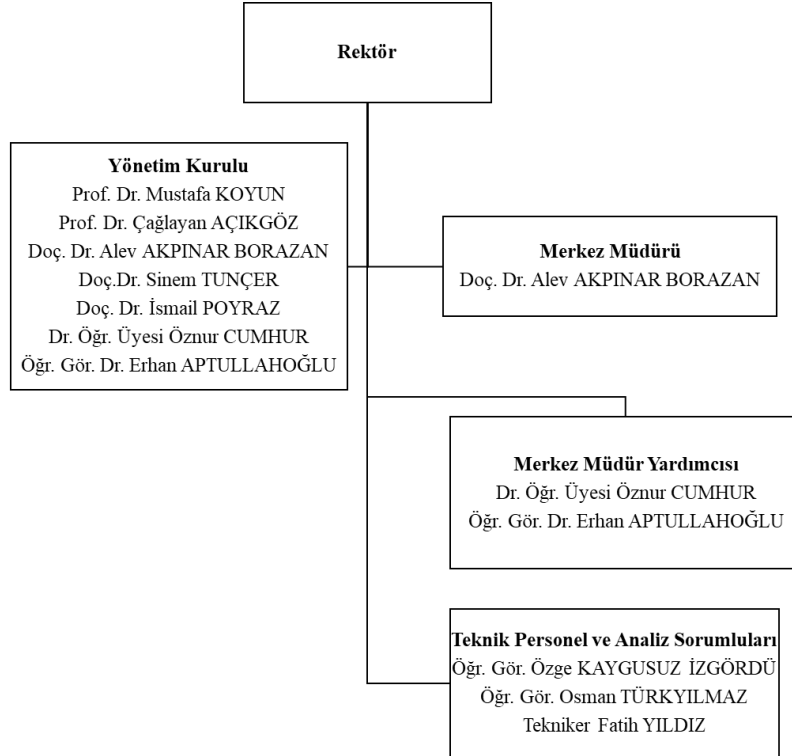 Rektör
Yönetim Kurulu
Prof. Dr. Mustafa KOYUN
Prof. Dr. Çağlayan AÇIKGÖZ
Doç. Dr. Alev AKPINAR BORAZAN
Doç.Dr. Sinem TUNÇER
Doç. Dr. İsmail POYRAZ
Dr. Öğr. Üyesi Öznur CUMHUR
Öğr. Gör. Dr. Erhan APTULLAHOĞLU
Merkez Müdürü
Doç. Dr. Alev AKPINAR BORAZAN
Merkez Müdür Yardımcısı
Dr. Öğr. Üyesi Öznur CUMHUR
Öğr. Gör. Dr. Erhan APTULLAHOĞLU
Teknik Personel ve Analiz Sorumluları
Öğr. Gör. Özge KAYGUSUZ İZGÖRDÜ
Öğr. Gör. Osman TÜRKYILMAZ
Tekniker Fatih YILDIZ